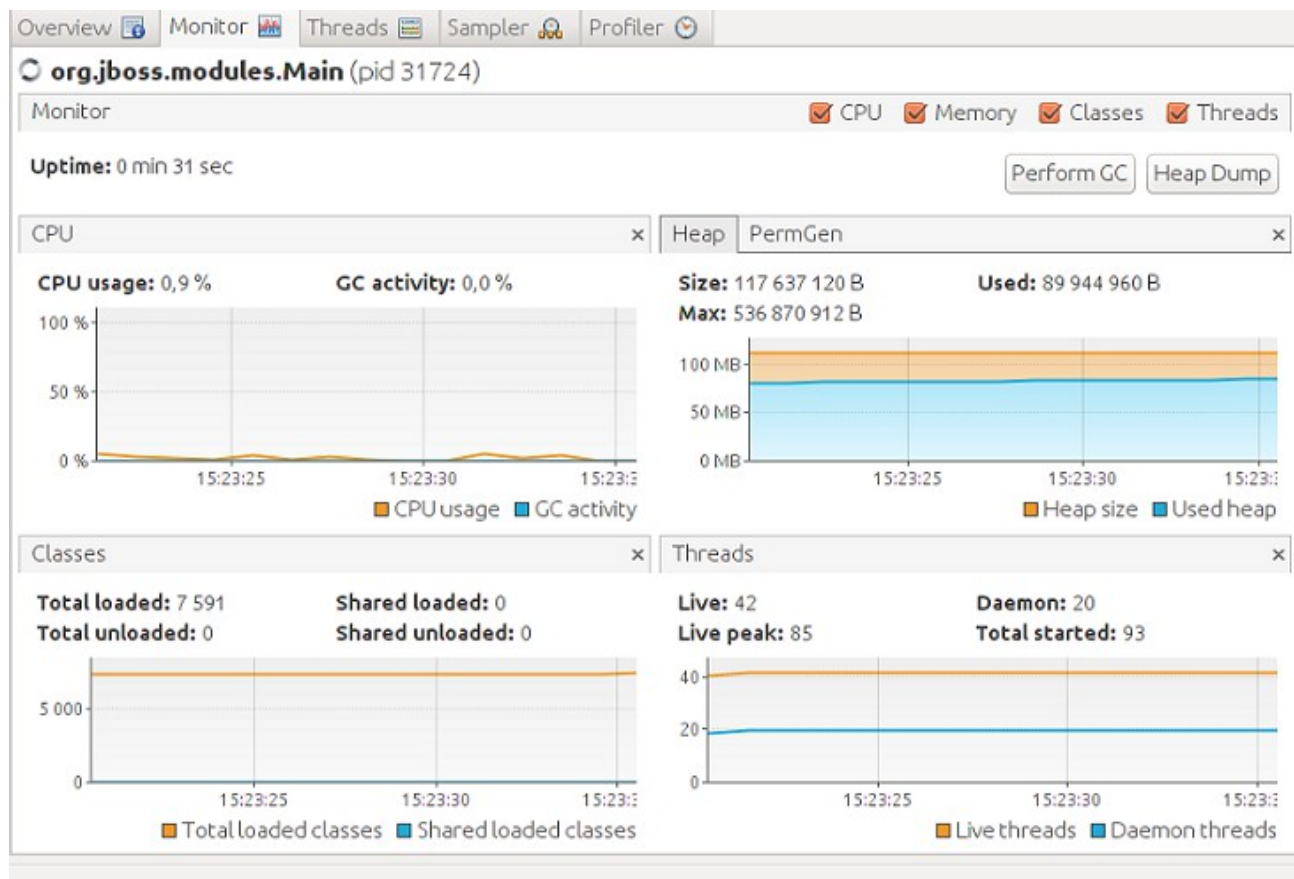 Overview Monitor Threads Sampler Profiler
org.jboss.modules.Main (pid 31724)
Monitor CPU Memory Classes Threads
Uptime: 0 min 31 sec
Perform GC Heap Dump
CPU ×
CPU usage: 0,9 % GC activity: 0,0 %
100 %
50 %
0 %
15:23:25 15:23:30
CPU usage GC activity
Heap PermGen ×
Size: 117 637 120 B Used: 89 944 960 B
Max: 536 870 912 B
100 MB
50 MB
0 MB
15:23:25 15:23:30
Heap size Used heap
Classes ×
Total loaded: 7 591 Shared loaded: 0
Total unloaded: 0 Shared unloaded: 0
5 000
0
15:23:25 15:23:30
Total loaded classes Shared loaded classes
Threads ×
Live: 42 Daemon: 20
Live peak: 85 Total started: 93
40
20
0
15:23:25 15:23:30
Live threads Daemon threads